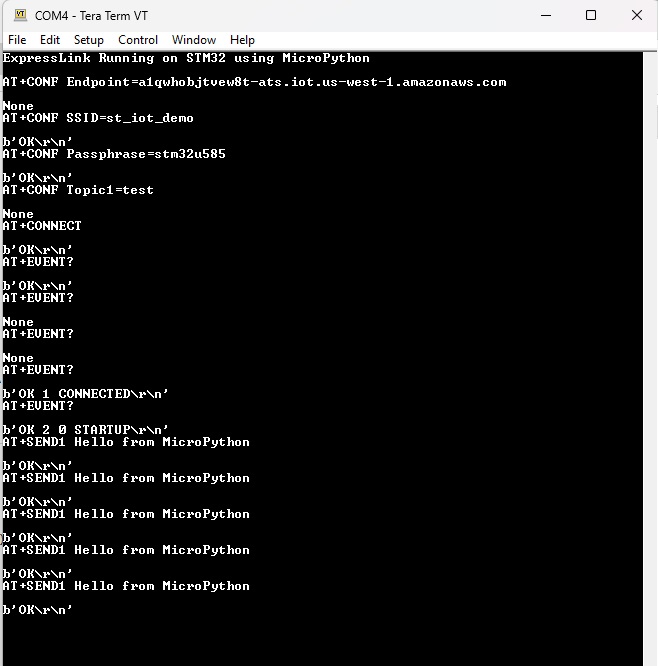 COM4 - Tera Term VT
File Edit Setup Control Window Help
ExpressLink Running on STM32 using MicroPython
AT+CONF Endpoint=a1qwhobjtvew8t-ats.iot.us-west-1.amazonaws.com
None
AT+CONF SSID=st_iot_demo
b'OK\r\n'
AT+CONF Passphrase=stm32u585
b'OK\r\n'
AT+CONF Topic1=test
None
AT+CONNECT
b'OK\r\n'
AT+EVENT?
b'OK\r\n'
AT+EVENT?
None
AT+EVENT?
None
AT+EVENT?
b'OK 1 CONNECTED\r\n'
AT+EVENT?
b'OK 2 0 STARTUP\r\n'
AT+SEND1 Hello from MicroPython
b'OK\r\n'
AT+SEND1 Hello from MicroPython
b'OK\r\n'
AT+SEND1 Hello from MicroPython
b'OK\r\n'
AT+SEND1 Hello from MicroPython
b'OK\r\n'
AT+SEND1 Hello from MicroPython
b'OK\r\n'